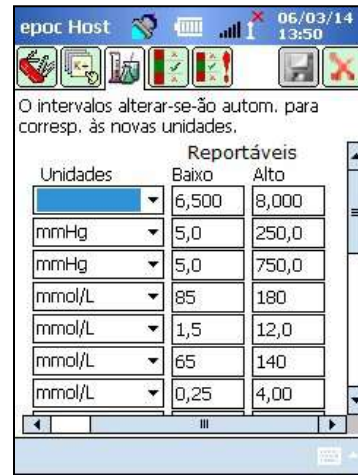 epoc Host 06/03/14
13:50
O intervalos alterar-se-ão autom. para
corresp. às novas unidades.
Reportáveis
Unidades Baixo Alto
6,500 8,000
mmHg 5,0 250,0
mmHg 5,0 750,0
mmol/L 85 180
mmol/L 1,5 12,0
mmol/L 65 140
mmol/L 0,25 4,00